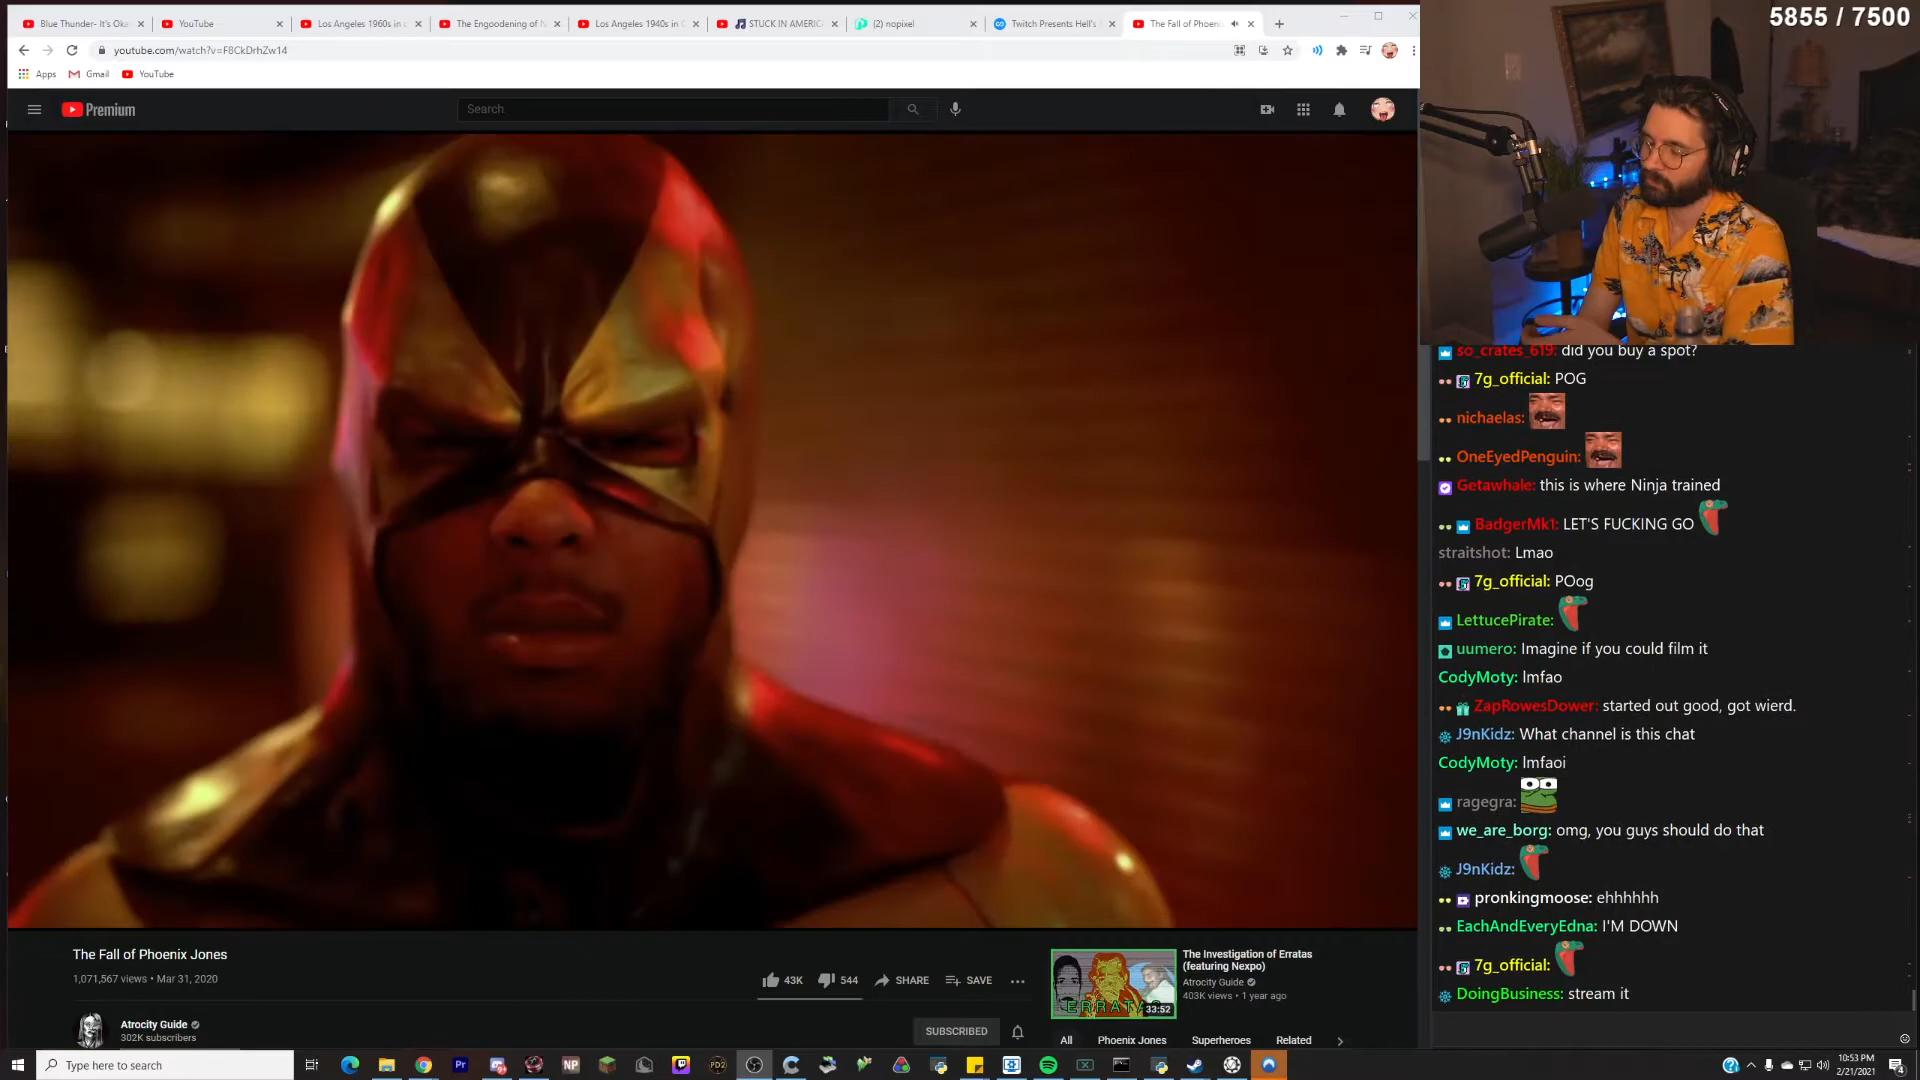 Blue Thunder- It's Oka
YouTube
Los Angeles 1960s in c
The Engoodening of N
Los Angeles 1940s in C
STUCK IN AMERIC
(2) nopixel
Twitch Presents Hell's
The Fall of Phoeni
5855 / 7500
youtube.com/watch?v=F8CkDrhZw14
Apps
Gmail
YouTube
Premium
Search
so_crates_619: did you buy a spot?
7g_official: POG
nichaelas:
OneEyedPenguin:
Getawhale: this is where Ninja trained
BadgerMk1: LET'S FUCKING GO
straitshot: Lmao
7g_official: POog
LettucePirate:
uumero: Imagine if you could film it
CodyMoty: lmfao
ZapRowesDower: started out good, got wierd.
J9nKidz: What channel is this chat
CodyMoty: lmfaoi
ragegra:
we_are_borg: omg, you guys should do that
J9nKidz:
pronkingmoose: ehhhhhh
EachAndEveryEdna: I'M DOWN
7g_official:
DoingBusiness: stream it
The Fall of Phoenix Jones
1,071,567 views • Mar 31, 2020
43K
544
SHARE
SAVE
Atrocity Guide
302K subscribers
SUBSCRIBED
ERRATAS
33:52
The Investigation of Erratas
(featuring Nexpo)
Atrocity Guide
403K views • 1 year ago
All
Phoenix Jones
Superheroes
Related
Type here to search
Pr
NP
PD2
10:53 PM
2/21/2021